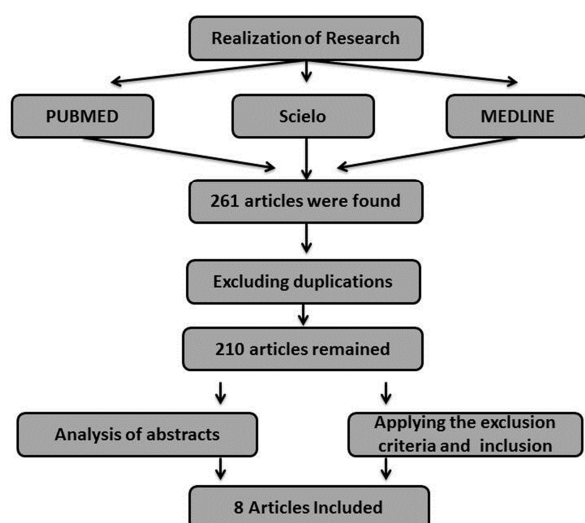 Realization of Research
PUBMED
Scielo
MEDLINE
261 articles were found
Excluding duplications
210 articles remained
Analysis of abstracts
Applying the exclusion
criteria and inclusion
8 Articles Included